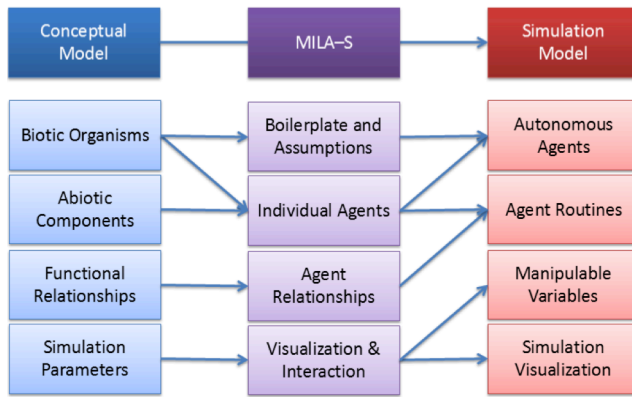 Conceptual
Model
MILA–S
Simulation
Model
Biotic Organisms
Boilerplate and
Assumptions
Autonomous
Agents
Abiotic
Components
Individual Agents
Agent Routines
Functional
Relationships
Agent
Relationships
Manipulable
Variables
Simulation
Parameters
Visualization &
Interaction
Simulation
Visualization